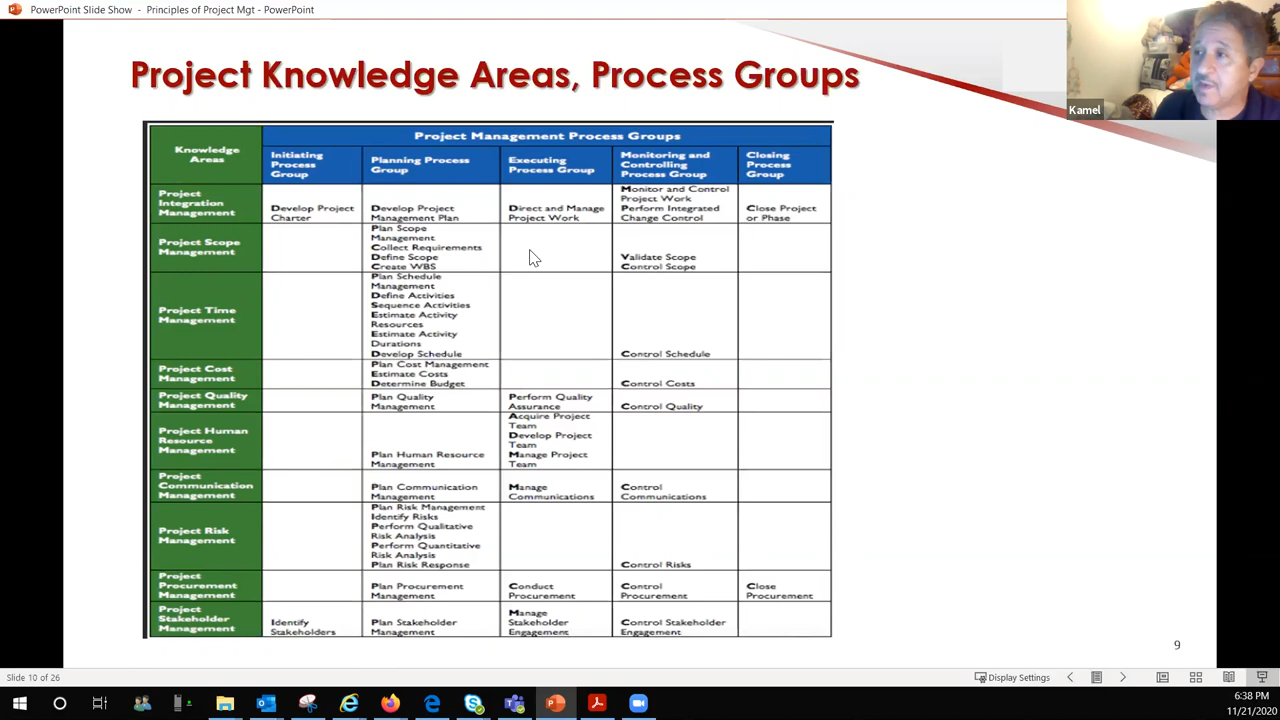 PowerPoint Slide Show - Principles of Project Mgt - PowerPoint
Kamel
Project Knowledge Areas, Process Groups
Knowledge
Areas
Project Management Process Groups
Initiating
Process
Group
Planning Process
Group
Executing
Process Group
Monitoring and
Controlling
Process Group
Closing
Process
Group
Project
Integration
Management
Develop Project
Charter
Develop Project
Management Plan
Direct and Manage
Project Work
Monitor and Control
Project Work
Perform Integrated
Change Control
Close Project
or Phase
Project Scope
Management
Plan Scope
Management
Collect Requirements
Define Scope
Create WBS
Validate Scope
Control Scope
Project Time
Management
Plan Schedule
Management
Define Activities
Sequence Activities
Estimate Activity
Resources
Estimate Activity
Durations
Develop Schedule
Control Schedule
Project Cost
Management
Plan Cost Management
Estimate Costs
Determine Budget
Control Costs
Project Quality
Management
Plan Quality
Management
Perform Quality
Assurance
Control Quality
Project Human
Resource
Management
Plan Human Resource
Management
Acquire Project
Team
Develop Project
Team
Manage Project
Team
Project
Communication
Management
Plan Communication
Management
Manage
Communications
Control
Communications
Project Risk
Management
Plan Risk Management
Identify Risks
Perform Qualitative
Risk Analysis
Perform Quantitative
Risk Analysis
Plan Risk Response
Control Risks
Project
Procurement
Management
Plan Procurement
Management
Conduct
Procurement
Control
Procurement
Close
Procurement
Project
Stakeholder
Management
Identify
Stakeholders
Plan Stakeholder
Management
Manage
Stakeholder
Engagement
Control Stakeholder
Engagement
9
Slide 10 of 26
Display Settings
6:38 PM
11/21/2020